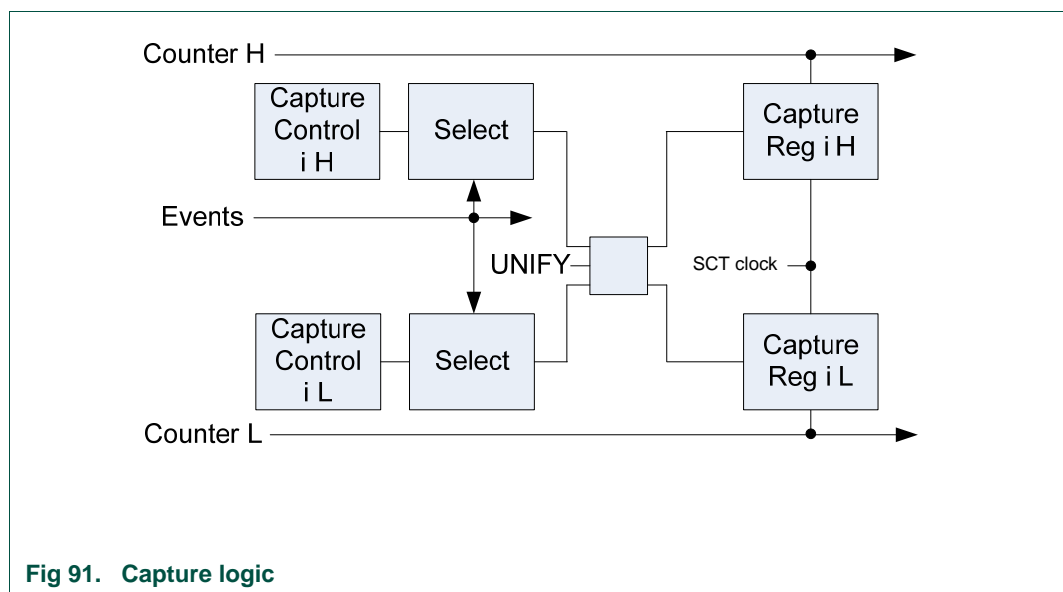 Counter H
Capture
Control
i H
Select
Capture
Reg i H
Events
UNIFY
SCT clock
Capture
Control
i L
Select
Capture
Reg i L
Counter L
Fig 91. Capture logic